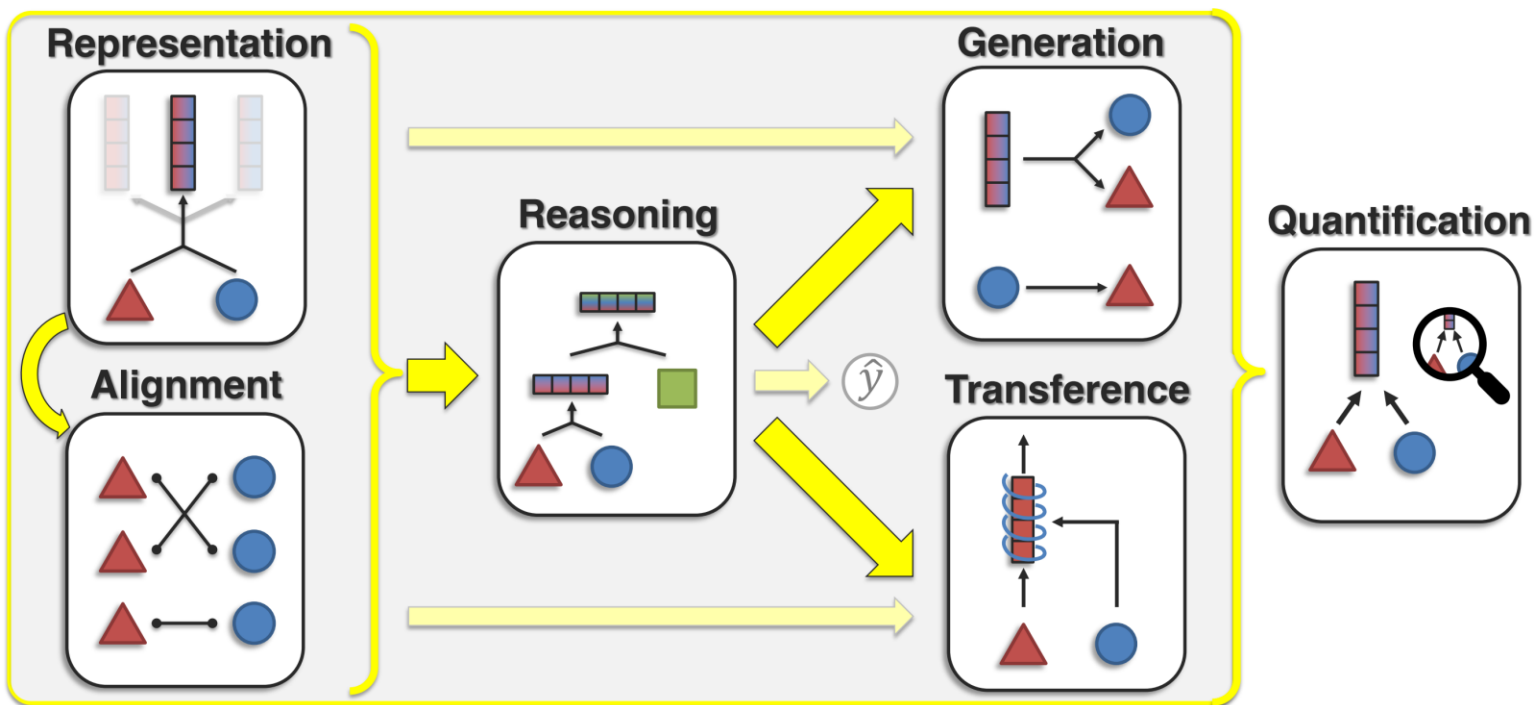 Representation
Generation
Reasoning
Quantification
Alignment
ŷ
Transference